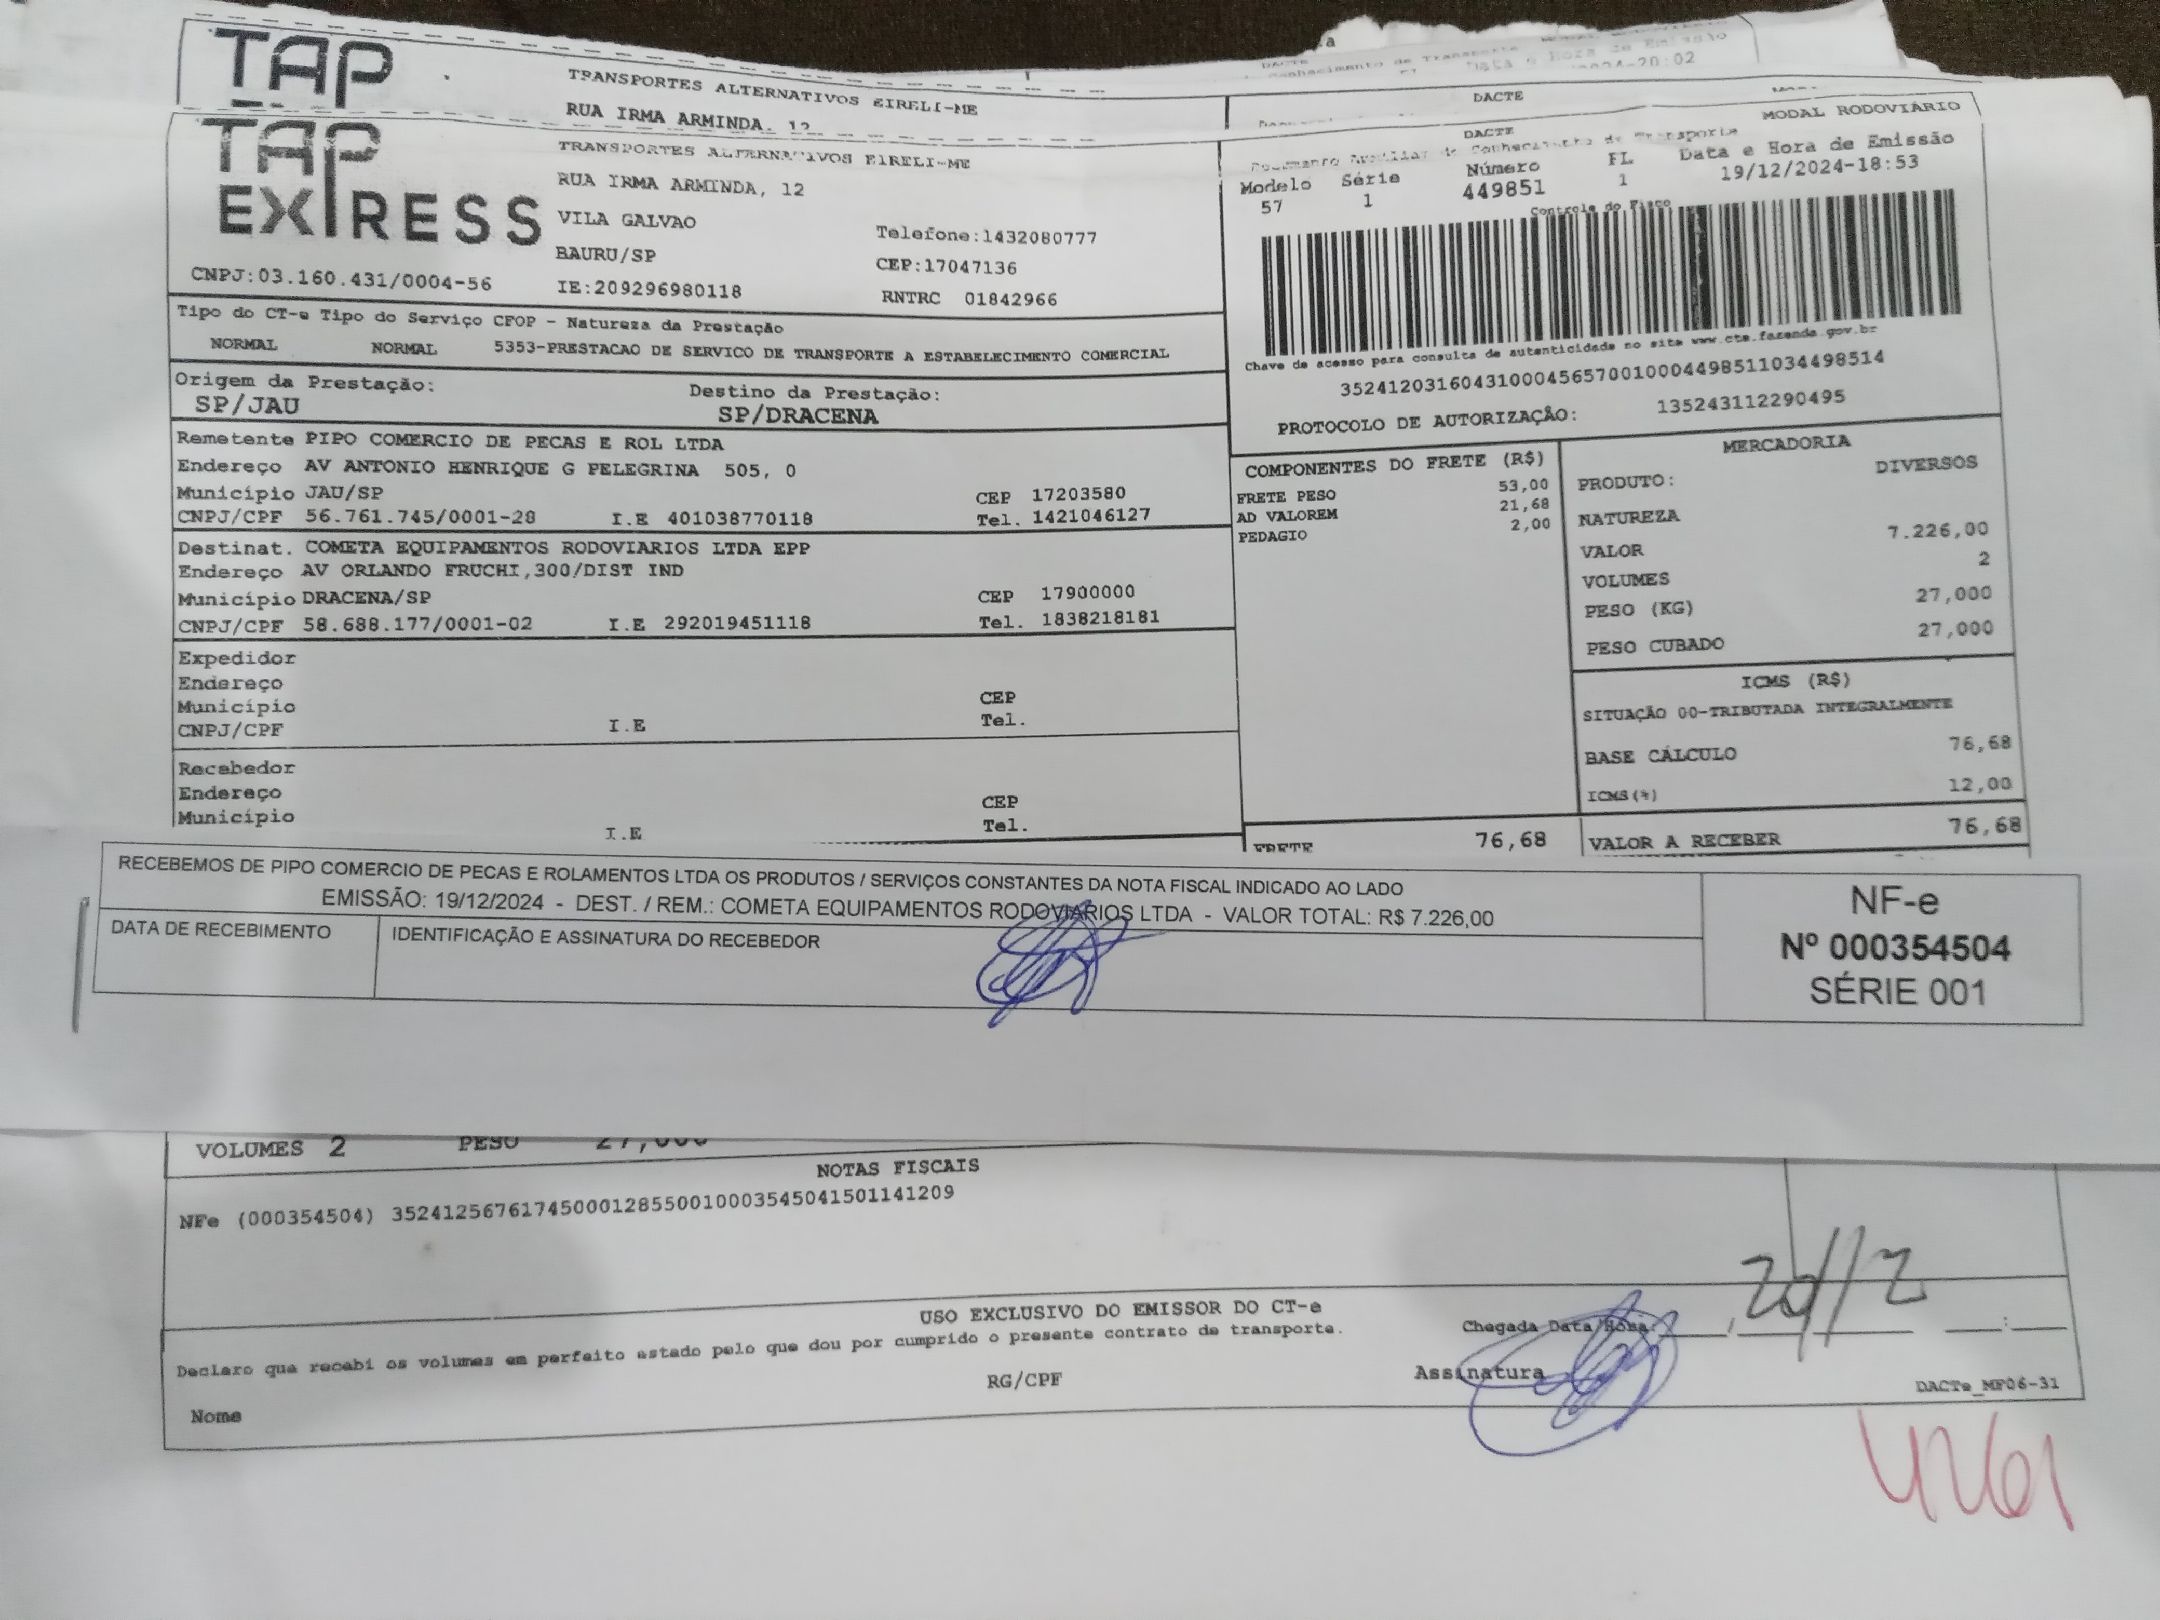 TAP
TRANSPORTES ALTERNATIVOS EIRELI-ME
RUA IRMA ARMINDA, 12
DACTE
Data e Hora de Emissão
TAP EXPRESS
CNPJ:03.160.431/0004-56
TRANSPORTES ALTERNATIVOS EIRELI-ME
RUA IRMA ARMINDA, 12
VILA GALVAO
BAURU/SP
IE:209296980118
Telefone:1432080777
CEP:17047136
RNTRC 01842966
DACTE
MODAL RODOVIÁRIO
Documento Auxiliar do Conhecimento de Transporte
Modelo Série Número FL Data e Hora de Emissão
57 1 449851 1 19/12/2024-18:53
Controle do Fisco
Chave de acesso para consulta de autenticidade no site www.cte.fazenda.gov.br
35241203160431000456570010004498511034498514
PROTOCOLO DE AUTORIZAÇÃO: 135243112290495
Tipo do CT-e Tipo do Serviço CFOP - Natureza da Prestação
NORMAL NORMAL 5353-PRESTACAO DE SERVICO DE TRANSPORTE A ESTABELECIMENTO COMERCIAL
Origem da Prestação: Destino da Prestação:
SP/JAU SP/DRACENA
Remetente PIPO COMERCIO DE PECAS E ROL LTDA
Endereço AV ANTONIO HENRIQUE G PELEGRINA 505, 0
Município JAU/SP CEP 17203580
CNPJ/CPF 56.761.745/0001-28 I.E 401038770118 Tel. 1421046127
Destinat. COMETA EQUIPAMENTOS RODOVIARIOS LTDA EPP
Endereço AV ORLANDO FRUCHI,300/DIST IND
Município DRACENA/SP CEP 17900000
CNPJ/CPF 58.688.177/0001-02 I.E 292019451118 Tel. 1838218181
Expedidor
Endereço
Município CEP
CNPJ/CPF I.E Tel.
Recebedor
Endereço
Município CEP
I.E Tel.
COMPONENTES DO FRETE (R$)
FRETE PESO 53,00
AD VALOREM 21,68
PEDAGIO 2,00
FRETE 76,68
MERCADORIA
PRODUTO: DIVERSOS
NATUREZA
VALOR 7.226,00
VOLUMES 2
PESO (KG) 27,000
PESO CUBADO 27,000
ICMS (R$)
SITUAÇÃO 00-TRIBUTADA INTEGRALMENTE
BASE CÁLCULO 76,68
ICMS(%) 12,00
VALOR A RECEBER 76,68
RECEBEMOS DE PIPO COMERCIO DE PECAS E ROLAMENTOS LTDA OS PRODUTOS / SERVIÇOS CONSTANTES DA NOTA FISCAL INDICADO AO LADO
EMISSÃO: 19/12/2024 - DEST. / REM.: COMETA EQUIPAMENTOS RODOVIARIOS LTDA - VALOR TOTAL: R$ 7.226,00
DATA DE RECEBIMENTO IDENTIFICAÇÃO E ASSINATURA DO RECEBEDOR
NF-e
Nº 000354504
SÉRIE 001
VOLUMES 2 PESO 27,000
NOTAS FISCAIS
NFe (000354504) 35241256761745000128550010003545041501141209
USO EXCLUSIVO DO EMISSOR DO CT-e
Declaro que recebi os volumes em perfeito estado pelo que dou por cumprido o presente contrato de transporte.
Chegada Data/Hora:
20/12
Nome RG/CPF Assinatura
DACTe_MF06-31
4261